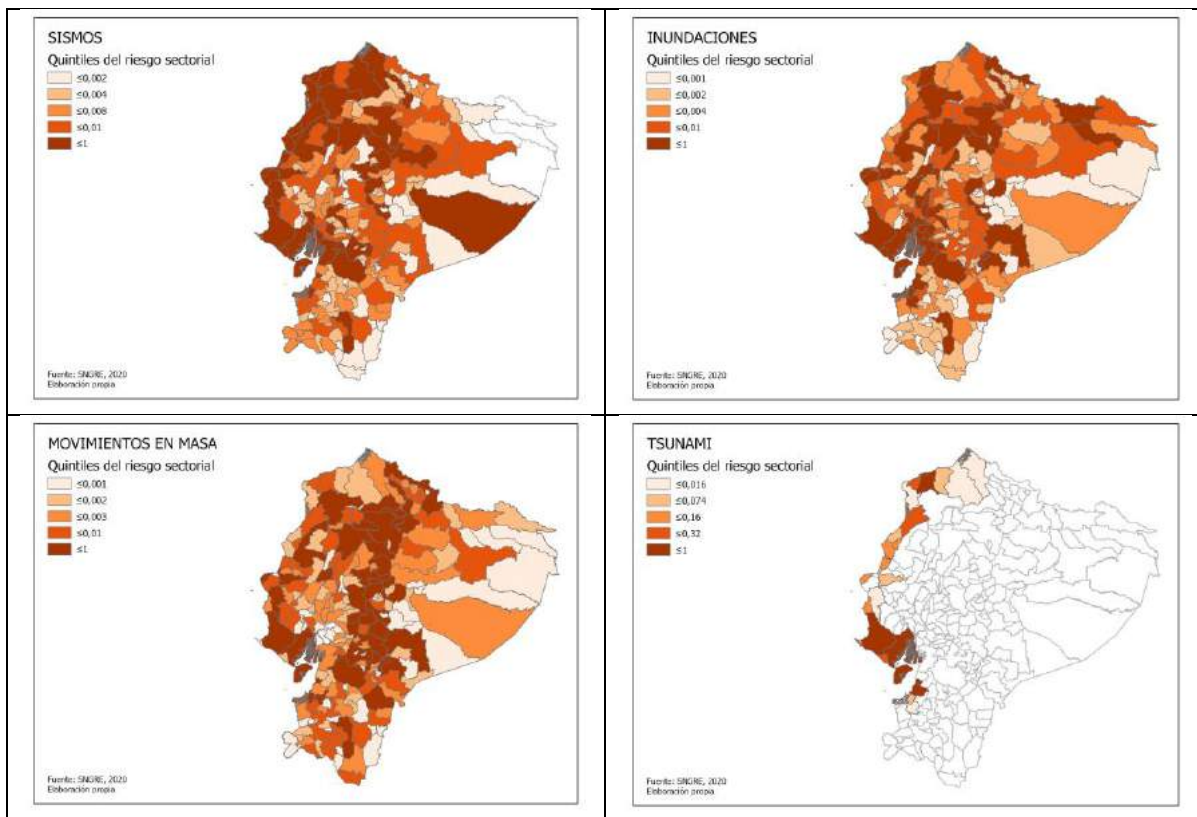 SISMOS
Quintiles del riesgo sectorial
≤0,002
≤0,004
≤0,008
≤0,01
≤1
Fuente: SNGRE, 2020
Elaboración propia
INUNDACIONES
Quintiles del riesgo sectorial
≤0,001
≤0,002
≤0,004
≤0,01
≤1
Fuente: SNGRE, 2020
Elaboración propia
MOVIMIENTOS EN MASA
Quintiles del riesgo sectorial
≤0,001
≤0,002
≤0,003
≤0,01
≤1
Fuente: SNGRE, 2020
Elaboración propia
TSUNAMI
Quintiles del riesgo sectorial
≤0,016
≤0,074
≤0,16
≤0,32
≤1
Fuente: SNGRE, 2020
Elaboración propia